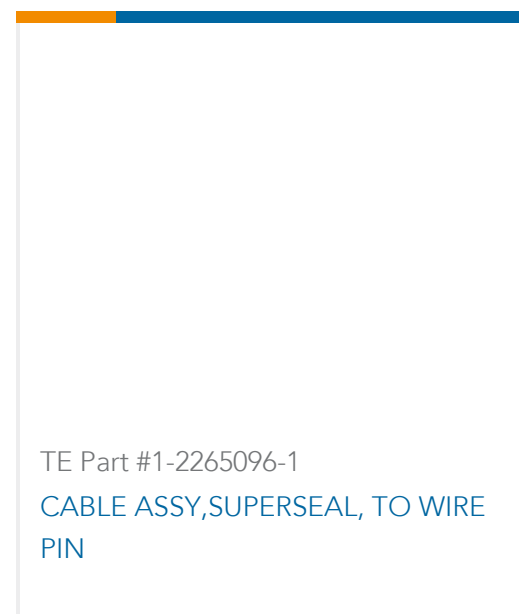 TE Part #1-2265096-1
CABLE ASSY,SUPERSEAL, TO WIRE
PIN